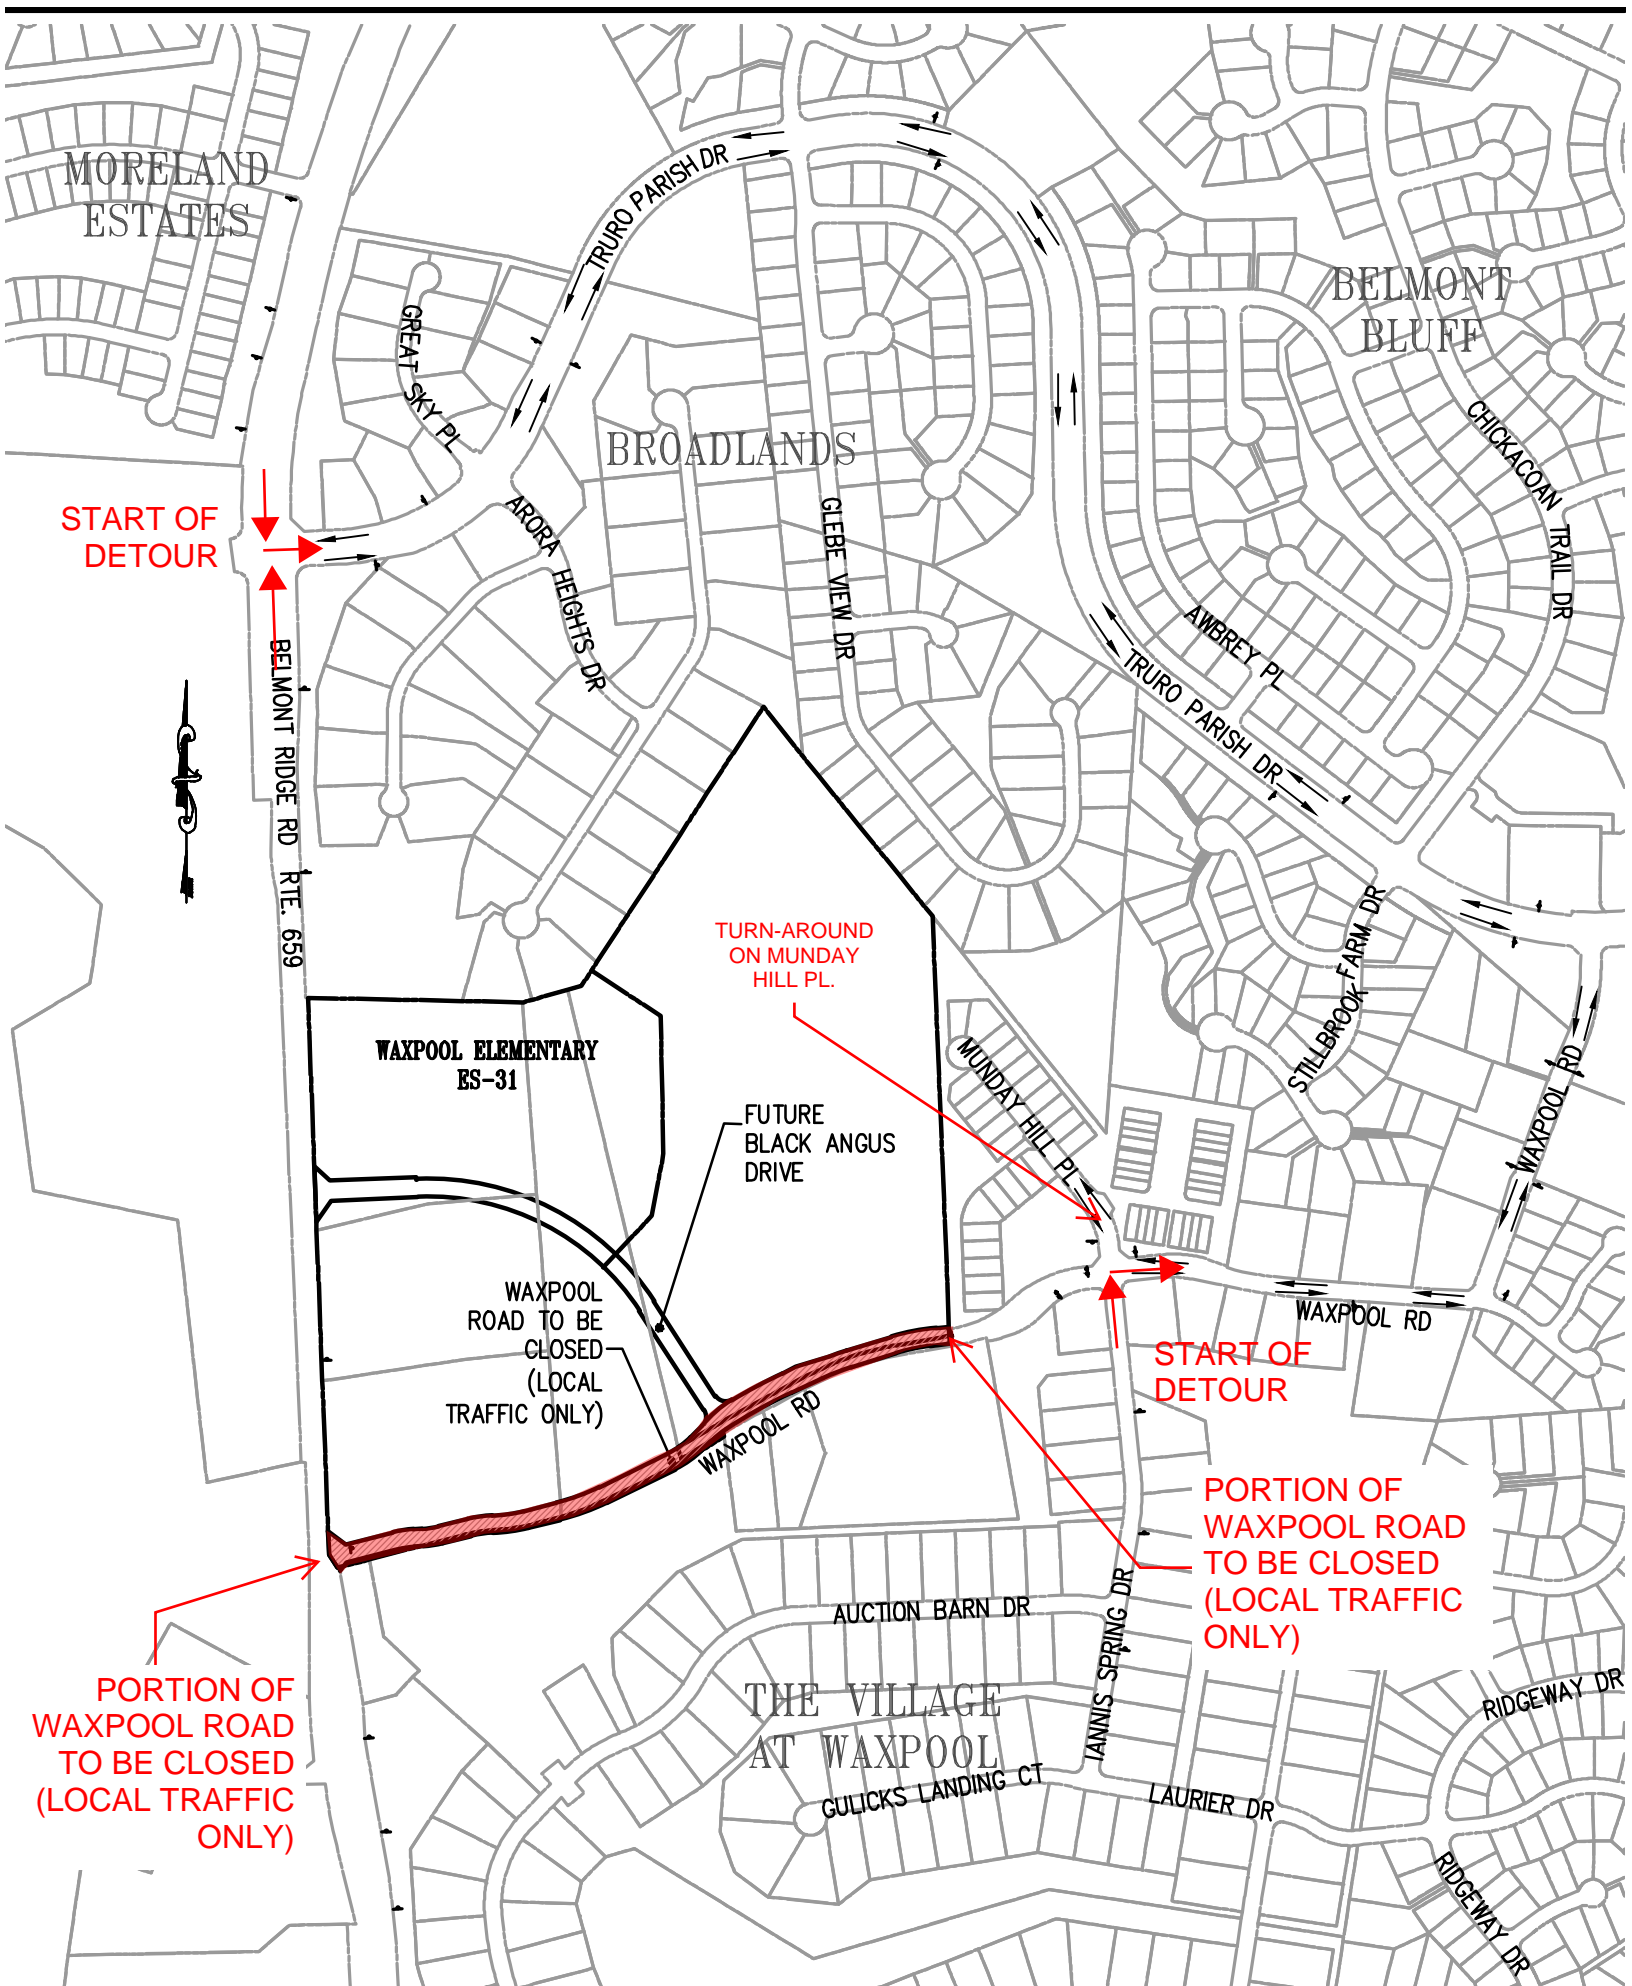 MORELAND
ESTATES
TRURO PARISH DR
BELMONT
BLUFF
GREAT SKY PL
BROADLANDS
CHICKACOAN TRAIL DR
START OF
DETOUR
ARORA HEIGHTS DR
GLEBE VIEW DR
AWBREY PL
TRURO PARISH DR
BELMONT RIDGE RD RTE. 659
STILLBROOK FARM DR
TURN-AROUND
ON MUNDAY
HILL PL.
WAXPOOL ELEMENTARY
ES-31
MUNDAY HILL PL
WAXPOOL RD
FUTURE
BLACK ANGUS
DRIVE
WAXPOOL
ROAD TO BE
CLOSED
(LOCAL
TRAFFIC ONLY)
WAXPOOL RD
START OF
DETOUR
WAXPOOL RD
PORTION OF
WAXPOOL ROAD
TO BE CLOSED
(LOCAL TRAFFIC
ONLY)
AUCTION BARN DR
IANNIS SPRING DR
PORTION OF
WAXPOOL ROAD
TO BE CLOSED
(LOCAL TRAFFIC
ONLY)
THE VILLAGE
AT WAXPOOL
RIDGEWAY DR
GULICKS LANDING CT
LAURIER DR
RIDGEWAY DR